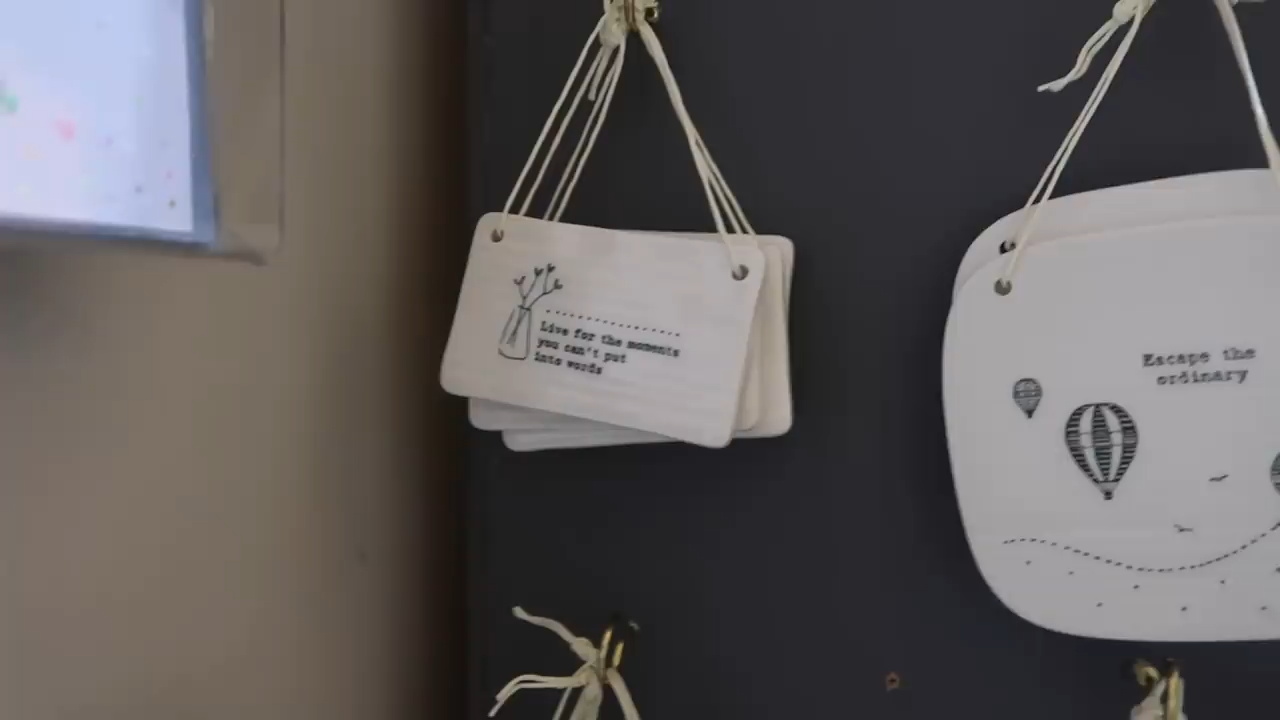 Live for the moments
you can't put
into words
Escape the
ordinary